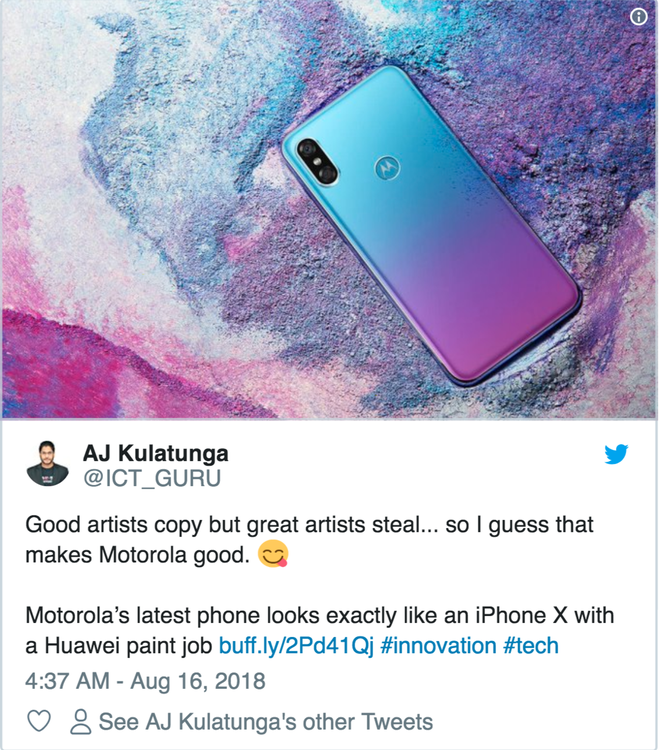 AJ Kulatunga
@ICT_GURU
Good artists copy but great artists steal... so I guess that
makes Motorola good. 😋
Motorola’s latest phone looks exactly like an iPhone X with
a Huawei paint job buff.ly/2Pd41Qj #innovation #tech
4:37 AM - Aug 16, 2018
See AJ Kulatunga's other Tweets